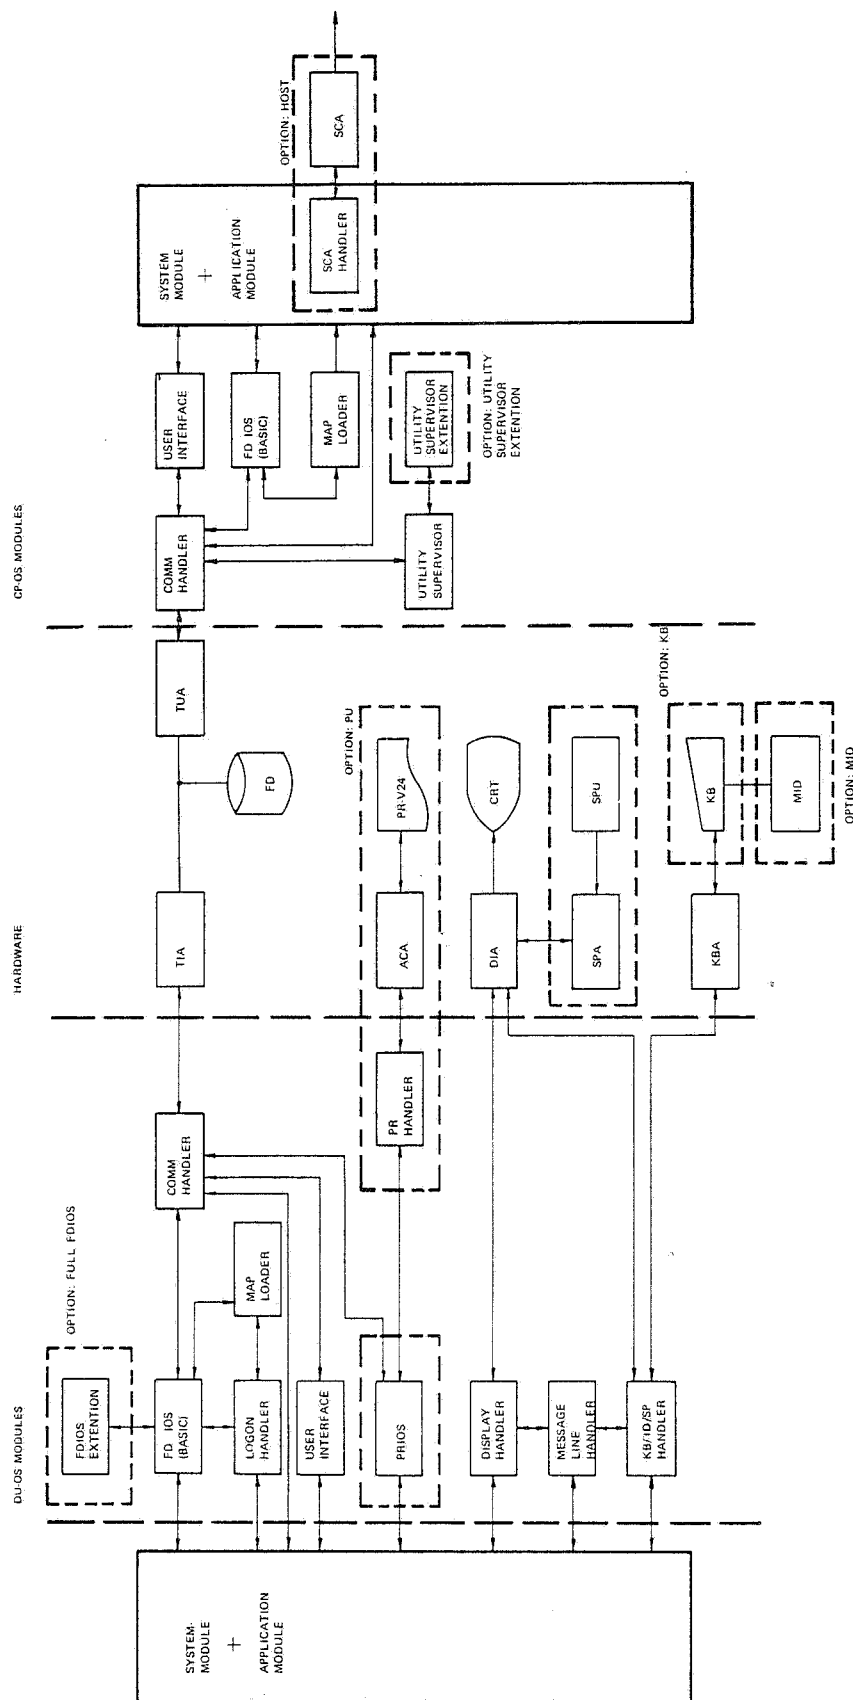 DU-OS MODULES
HARDWARE
CP-OS MODULES
OPTION: FULL FDIOS
FDIOS
EXTENTION
SYSTEM-
MODULE
+
APPLICATION
MODULE
FD IOS
(BASIC)
LOGON
HANDLER
MAP
LOADER
USER
INTERFACE
COMM
HANDLER
PRIOS
PR
HANDLER
DISPLAY
HANDLER
MESSAGE
LINE
HANDLER
KB/ID/SP
HANDLER
TIA
TUA
FD
OPTION: PU
ACA
PR-V24
DIA
CRT
SPA
SPU
KBA
OPTION: KB
KB
MID
OPTION: MID
COMM
HANDLER
USER
INTERFACE
FD IOS
(BASIC)
MAP
LOADER
UTILITY
SUPERVISOR
UTILITY
SUPERVISOR
EXTENTION
OPTION: UTILITY
SUPERVISOR
EXTENTION
SYSTEM
MODULE
+
APPLICATION
MODULE
OPTION: HOST
SCA
HANDLER
SCA